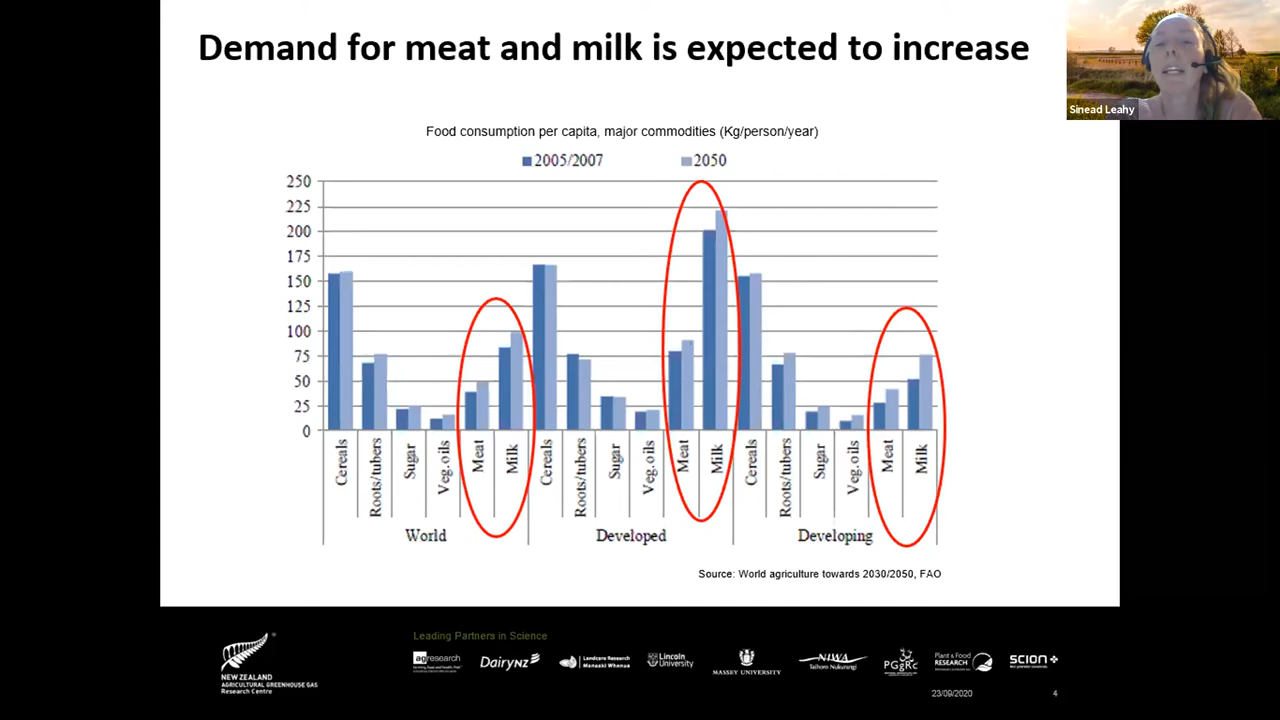 Demand for meat and milk is expected to increase
Sinead Leahy
Food consumption per capita, major commodities (Kg/person/year)
2005/2007 2050
250
225
200
175
150
125
100
75
50
25
0
Cereals Roots/tubers Sugar Veg.oils Meat Milk Cereals Roots/tubers Sugar Veg.oils Meat Milk Cereals Roots/tubers Sugar Veg.oils Meat Milk
World Developed Developing
Source: World agriculture towards 2030/2050, FAO
Leading Partners in Science
NEW ZEALAND
AGRICULTURAL GREENHOUSE GAS
Research Centre
agresearch
DairyNZ
Landcare Research
Manaaki Whenua
Lincoln
University
MASSEY UNIVERSITY
NIWA
Taihoro Nukurangi
PGgRc
Plant & Food
RESEARCH
SCION
23/09/2020 4